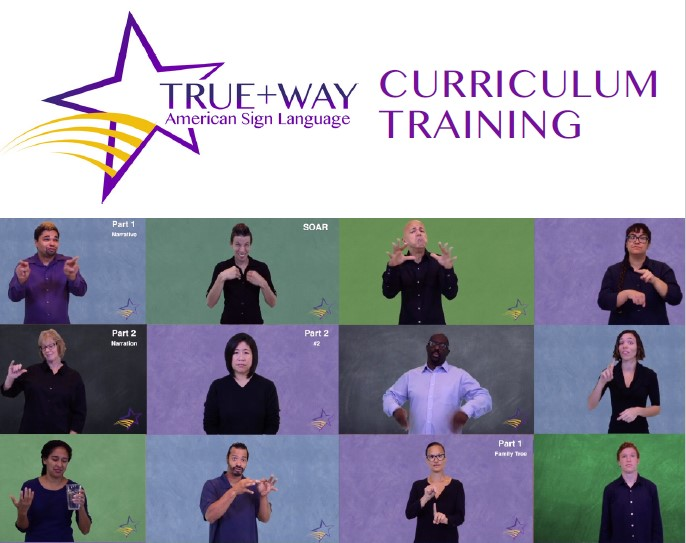 TRUE+WAY
American Sign Language
CURRICULUM
TRAINING
Part 1
Narrative
SOAR
Part 2
Narration
Part 2
#2
Part 1
Family Tree